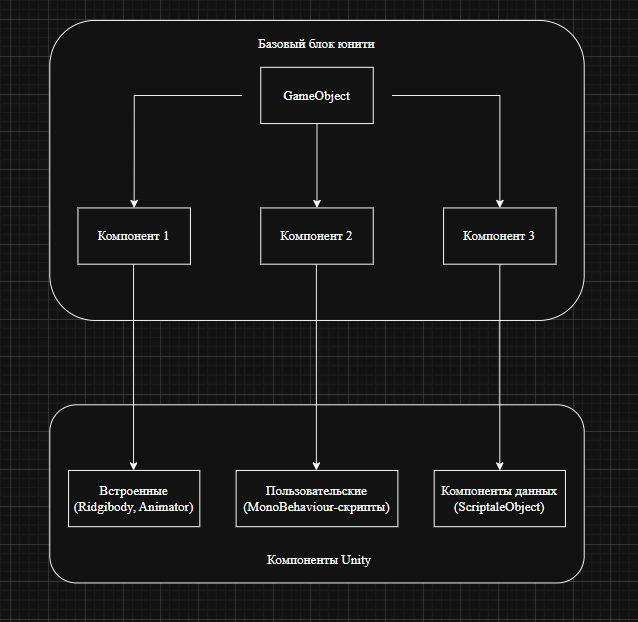 Базовый блок юнити
GameObject
Компонент 1
Компонент 2
Компонент 3
Встроенные
(Ridgibody, Animator)
Пользовательские
(MonoBehaviour-скрипты)
Компоненты данных
(ScriptaleObject)
Компоненты Unity